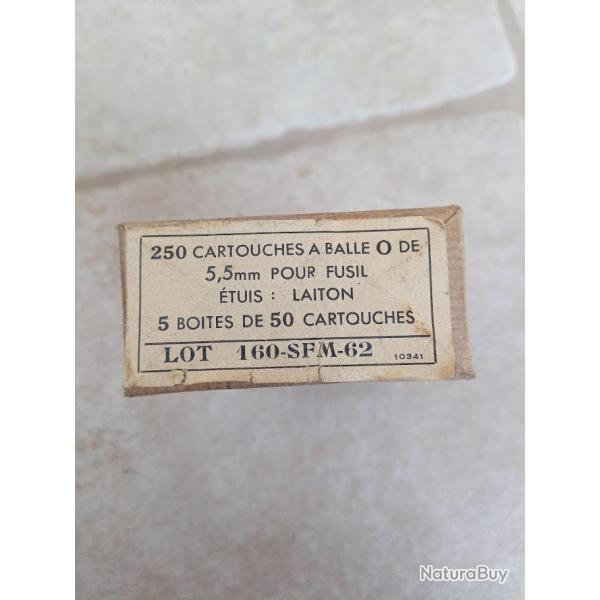 250 CARTOUCHES A BALLE O DE
5,5mm POUR FUSIL
ÉTUIS : LAITON
5 BOITES DE 50 CARTOUCHES
LOT 160-SFM-62 10341
NaturaBuy